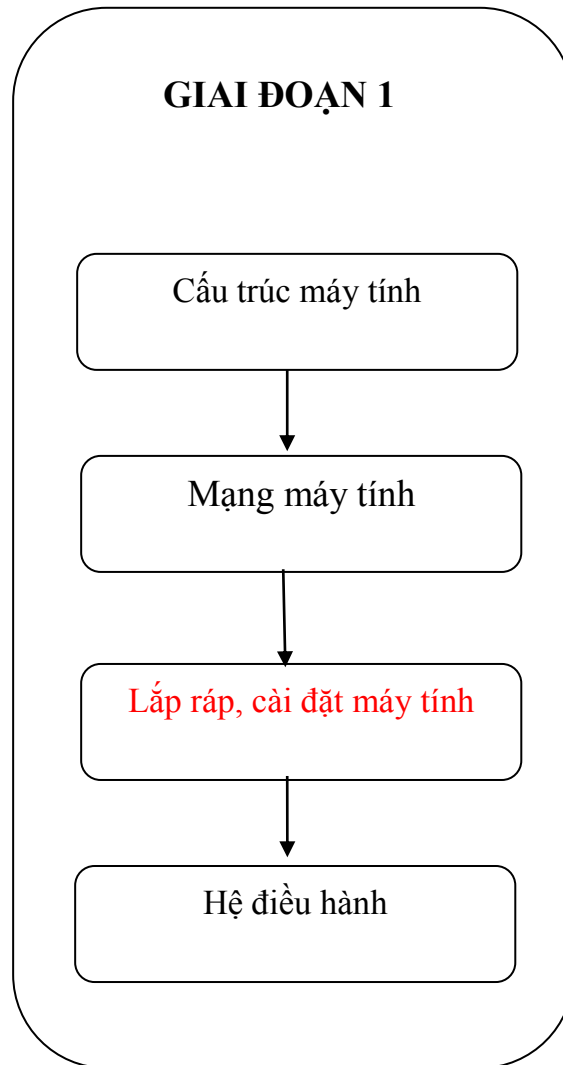 GIAI ĐOẠN 1
Cấu trúc máy tính
Mạng máy tính
Lắp ráp, cài đặt máy tính
Hệ điều hành